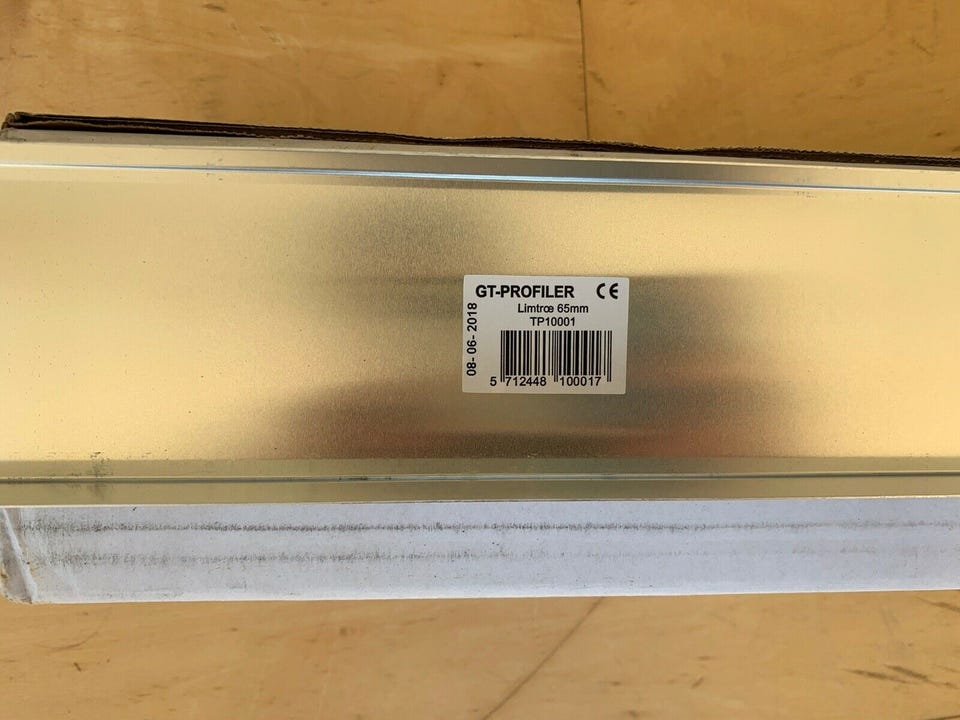 GT-PROFILER CE
Limtræ 65mm
TP10001
08-06-2018
5 712448 100017